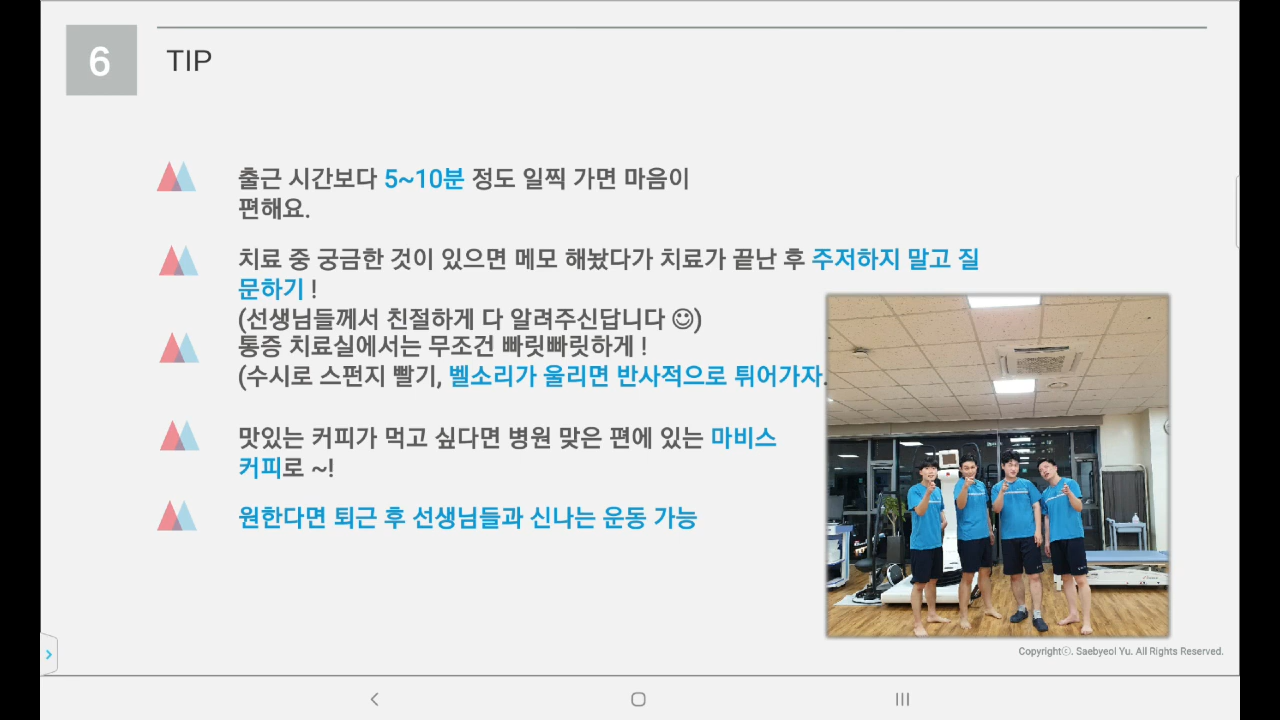 6
TIP
출근 시간보다 5~10분 정도 일찍 가면 마음이
편해요.
치료 중 궁금한 것이 있으면 메모 해놨다가 치료가 끝난 후 주저하지 말고 질
문하기 !
(선생님들께서 친절하게 다 알려주신답니다 ☺)
통증 치료실에서는 무조건 빠릿빠릿하게 !
(수시로 스펀지 빨기, 벨소리가 울리면 반사적으로 튀어가자.
맛있는 커피가 먹고 싶다면 병원 맞은 편에 있는 마비스
커피로 ~!
원한다면 퇴근 후 선생님들과 신나는 운동 가능
Copyrightⓒ. Saebyeol Yu. All Rights Reserved.